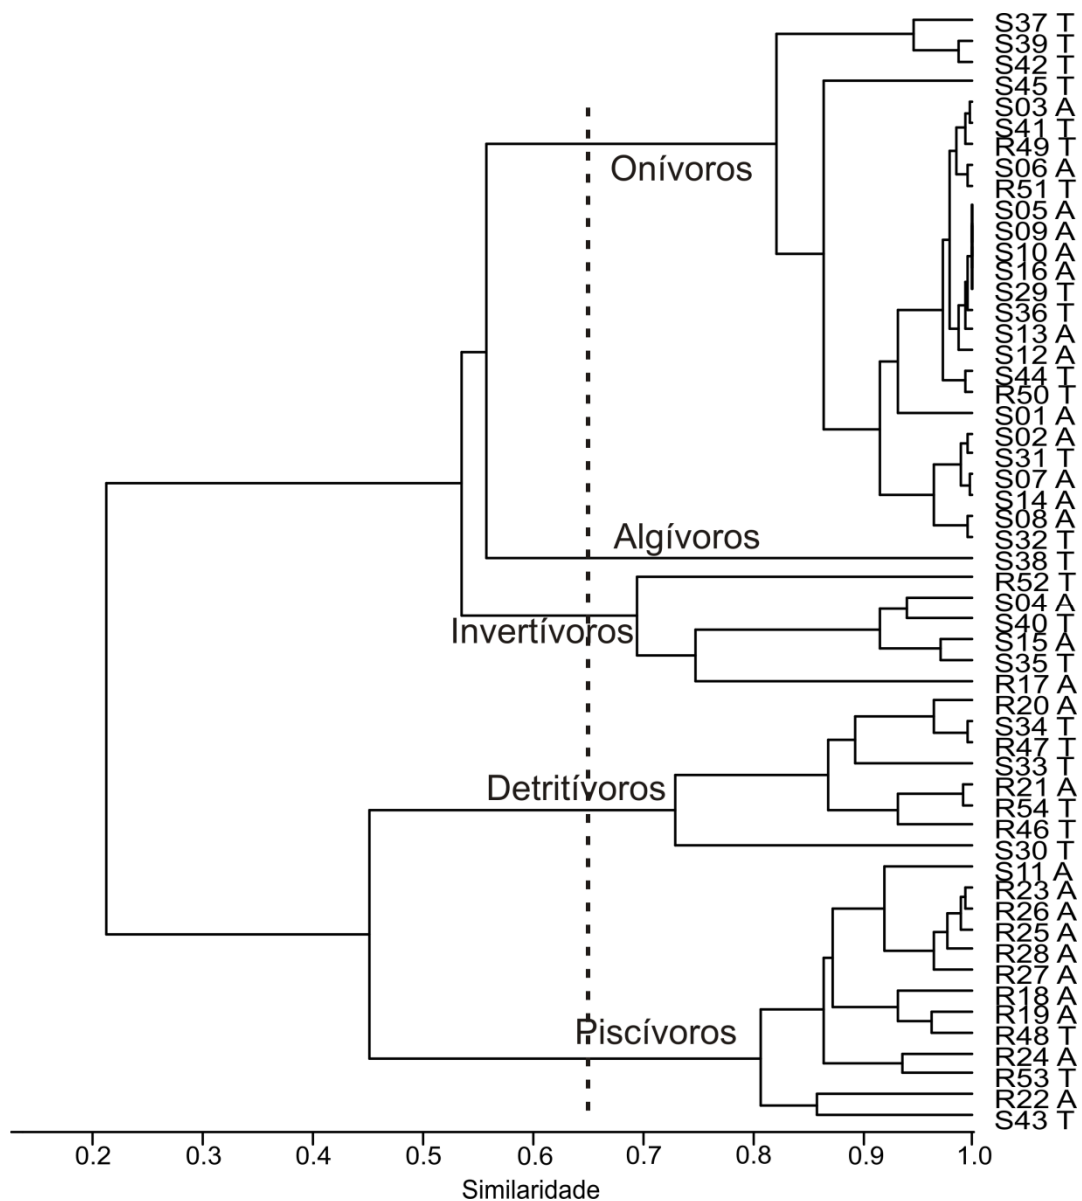 S37 T
S39 T
S42 T
S45 T
S03 A
S41 T
R49 T
Onívoros
S06 A
R51 T
S05 A
S09 A
S10 A
S16 A
S29 T
S36 T
S13 A
S12 A
S44 T
R50 T
S01 A
S02 A
S31 T
S07 A
S14 A
S08 A
Algívoros
S32 T
S38 T
R52 T
S04 A
S40 T
Invertívoros
S15 A
S35 T
R17 A
R20 A
S34 T
R47 T
S33 T
Detritívoros
R21 A
R54 T
R46 T
S30 T
S11 A
R23 A
R26 A
R25 A
R28 A
R27 A
R18 A
R19 A
Piscívoros
R48 T
R24 A
R53 T
R22 A
S43 T
0.2 0.3 0.4 0.5 0.6 0.7 0.8 0.9 1.0
Similaridade